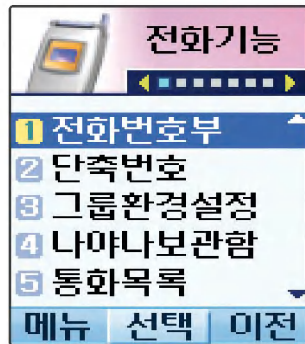 전화기능
1 전화번호부
2 단축번호
3 그룹환경설정
4 나야나보관함
5 통화목록
메뉴 선택 이전